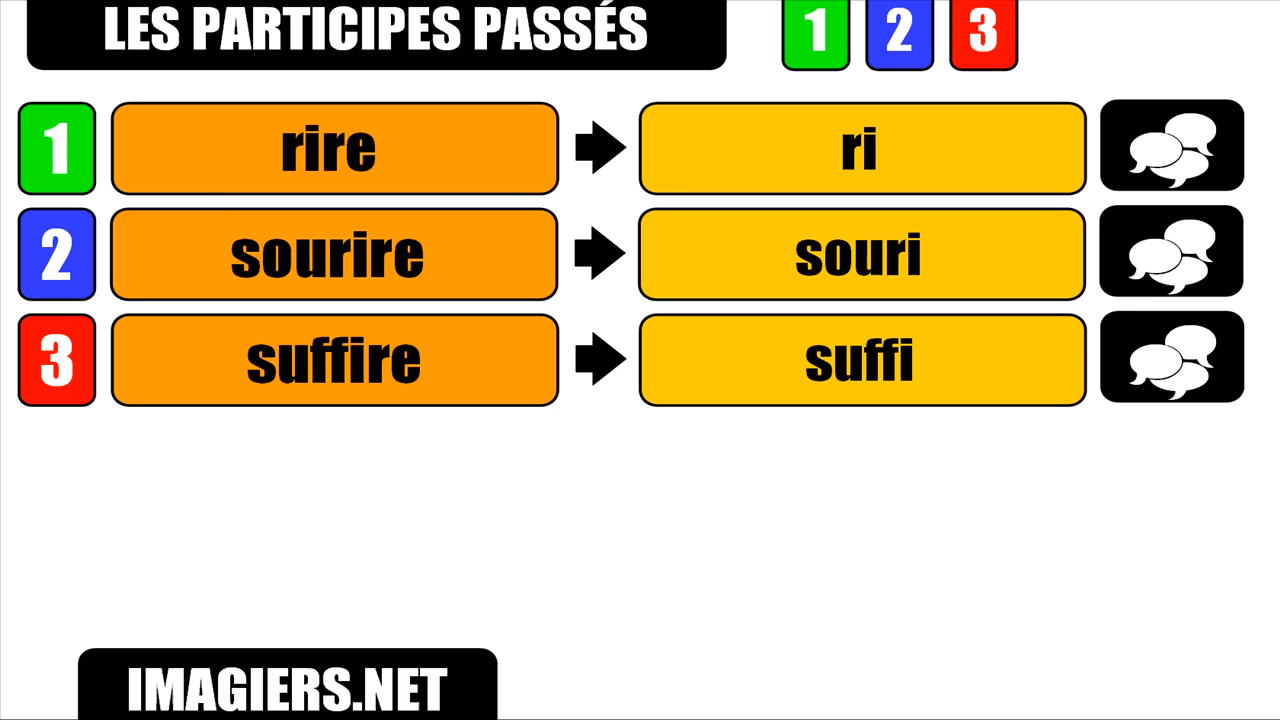 LES PARTICIPES PASSÉS 1 2 3
1 rire ri
2 sourire souri
3 suffire suffi
IMAGIERS.NET